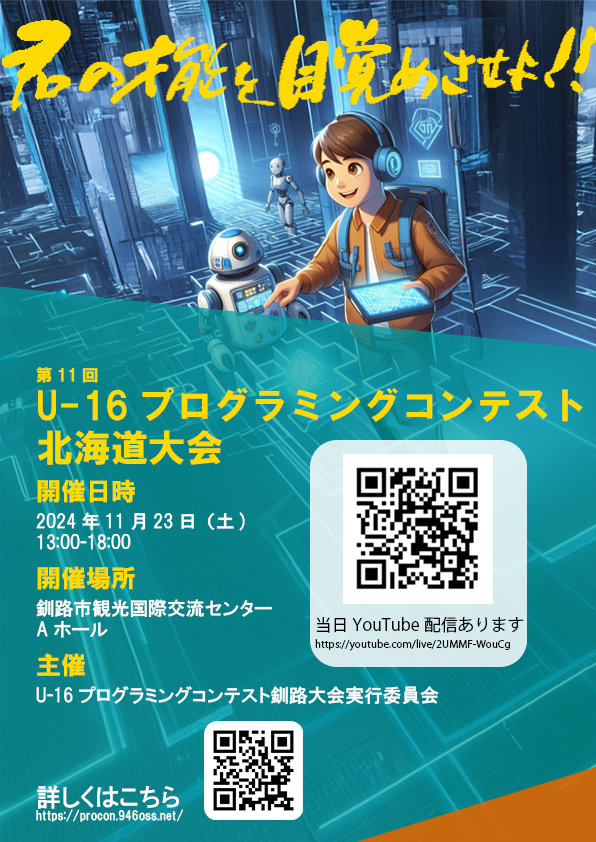 君の才能を目覚めさせよ!!
第11回
U-16 プログラミングコンテスト
北海道大会
開催日時
2024 年 11 月 23 日（土）
13:00-18:00
開催場所
釧路市観光国際交流センター
A ホール
主催
U-16 プログラミングコンテスト釧路大会実行委員会
当日 YouTube 配信あります
https://youtube.com/live/2UMMF-WouCg
詳しくはこちら
https://procon.946oss.net/